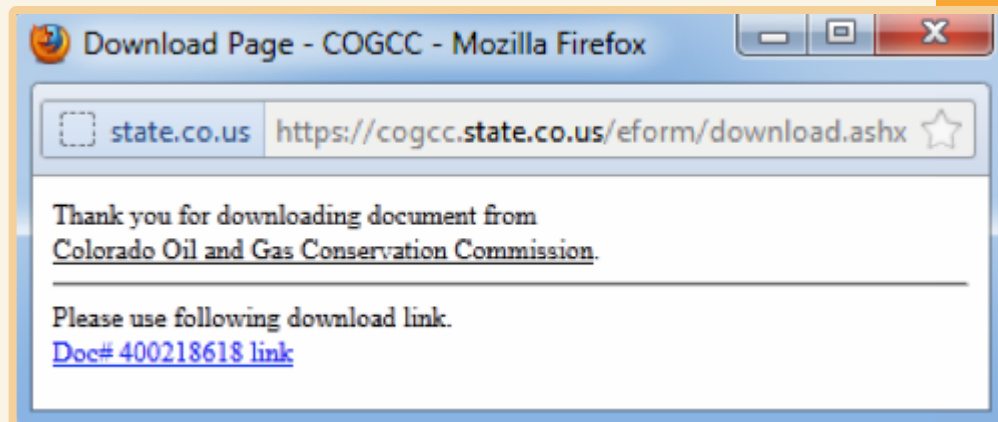 Download Page - COGCC - Mozilla Firefox
state.co.us https://cogcc.state.co.us/eform/download.ashx
Thank you for downloading document from
Colorado Oil and Gas Conservation Commission.
Please use following download link.
Doc# 400218618 link